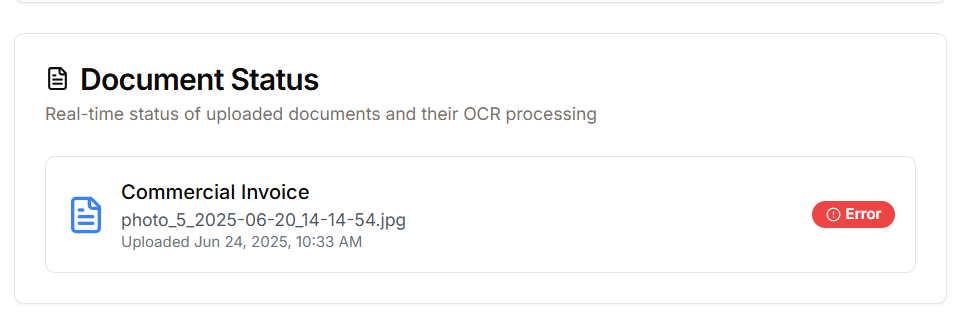 Document Status
Real-time status of uploaded documents and their OCR processing
Commercial Invoice
photo_5_2025-06-20_14-14-54.jpg
Uploaded Jun 24, 2025, 10:33 AM
Error